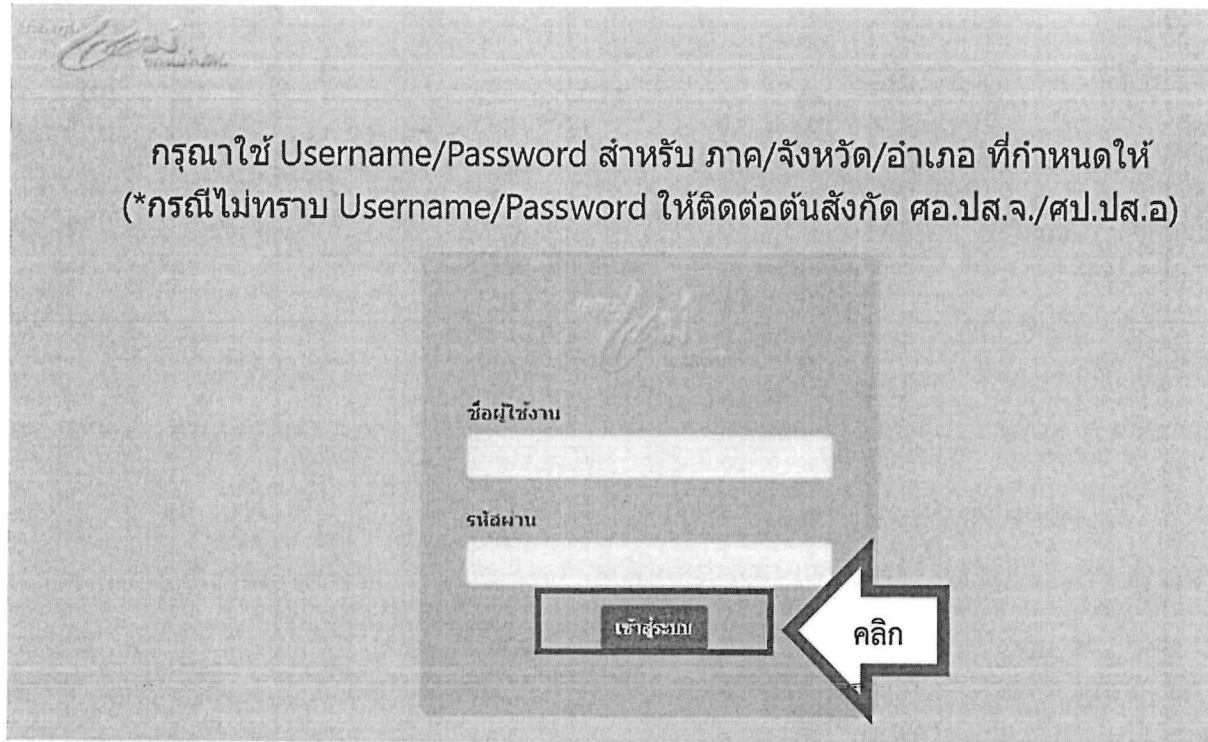 กรุณาใช้ Username/Password สำหรับ ภาค/จังหวัด/อำเภอ ที่กำหนดให้
(*กรณีไม่ทราบ Username/Password ให้ติดต่อต้นสังกัด ศอ.ปส.จ./ศป.ปส.อ)
ชื่อผู้ใช้งาน
รหัสผ่าน
เข้าสู่ระบบ
คลิก